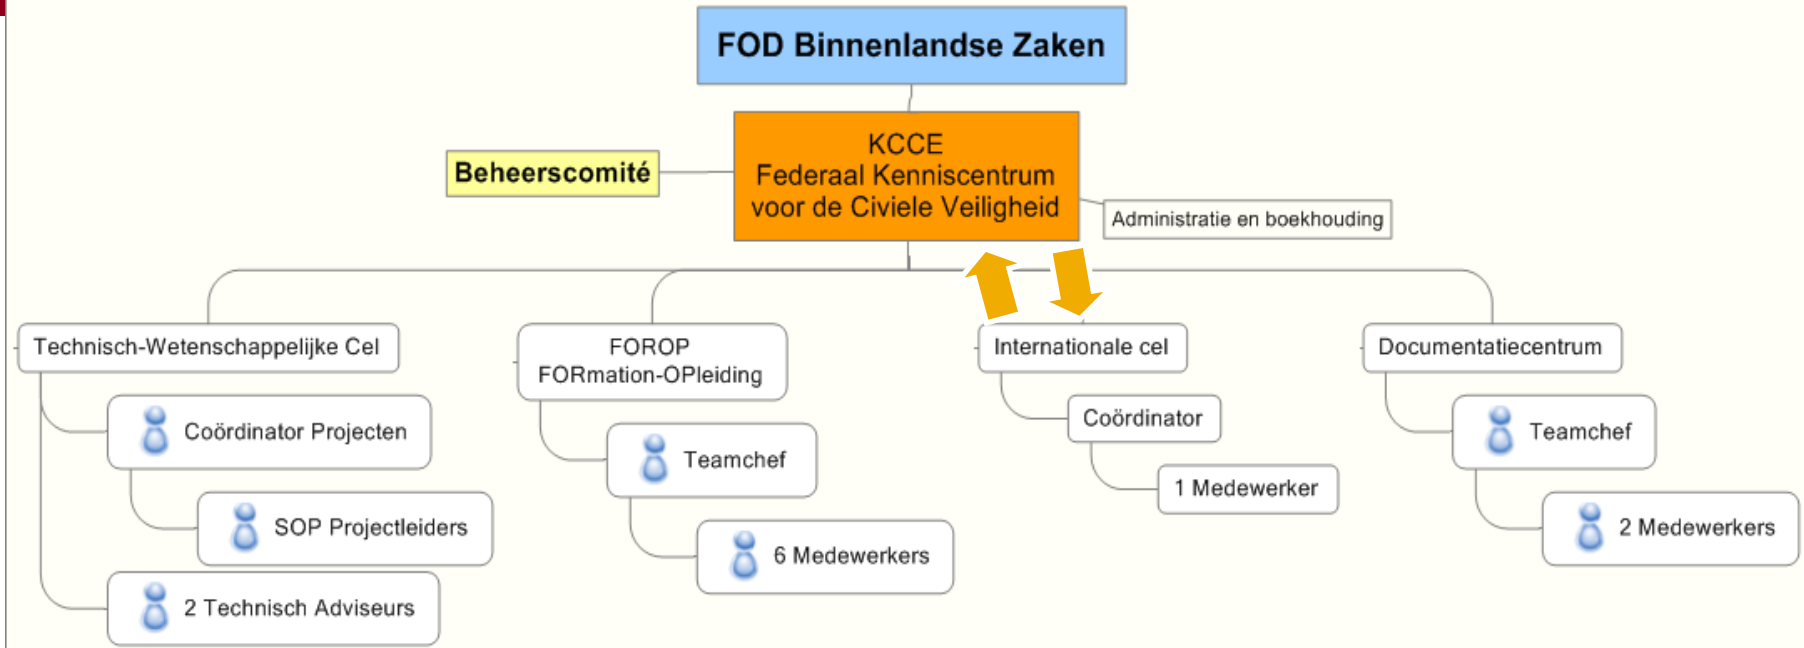 FOD Binnenlandse Zaken
KCCE
Federaal Kenniscentrum
voor de Civiele Veiligheid
Beheerscomité
Administratie en boekhouding
Technisch-Wetenschappelijke Cel
Coördinator Projecten
SOP Projectleiders
2 Technisch Adviseurs
FOROP
FORmation-OPleiding
Teamchef
6 Medewerkers
Internationale cel
Coördinator
1 Medewerker
Documentatiecentrum
Teamchef
2 Medewerkers